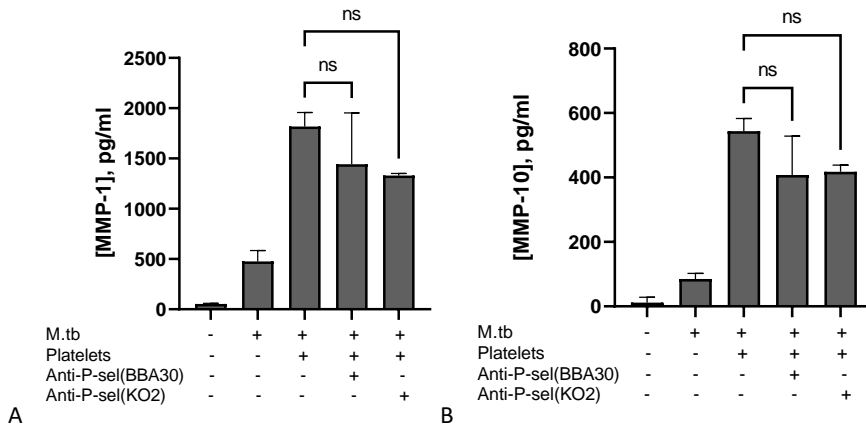 ns
ns
2500
2000
1500
1000
500
0
[MMP-1], pg/ml
M.tb - + + + +
Platelets - - + + +
Anti-P-sel(BBA30) - - - + -
Anti-P-sel(KO2) - - - - +
A
ns
ns
800
600
400
200
0
[MMP-10], pg/ml
M.tb - + + + +
Platelets - - + + +
Anti-P-sel(BBA30) - - - + -
Anti-P-sel(KO2) - - - - +
B